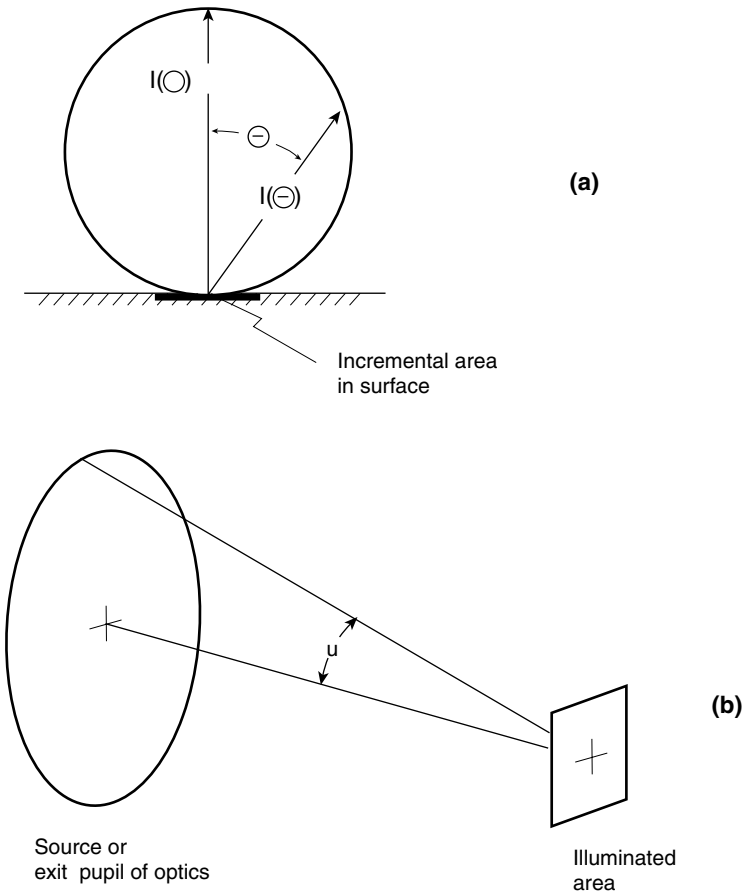 I(◯)
⊖
I(⊖)
(a)
Incremental area
in surface
u
(b)
Source or
exit pupil of optics
Illuminated
area